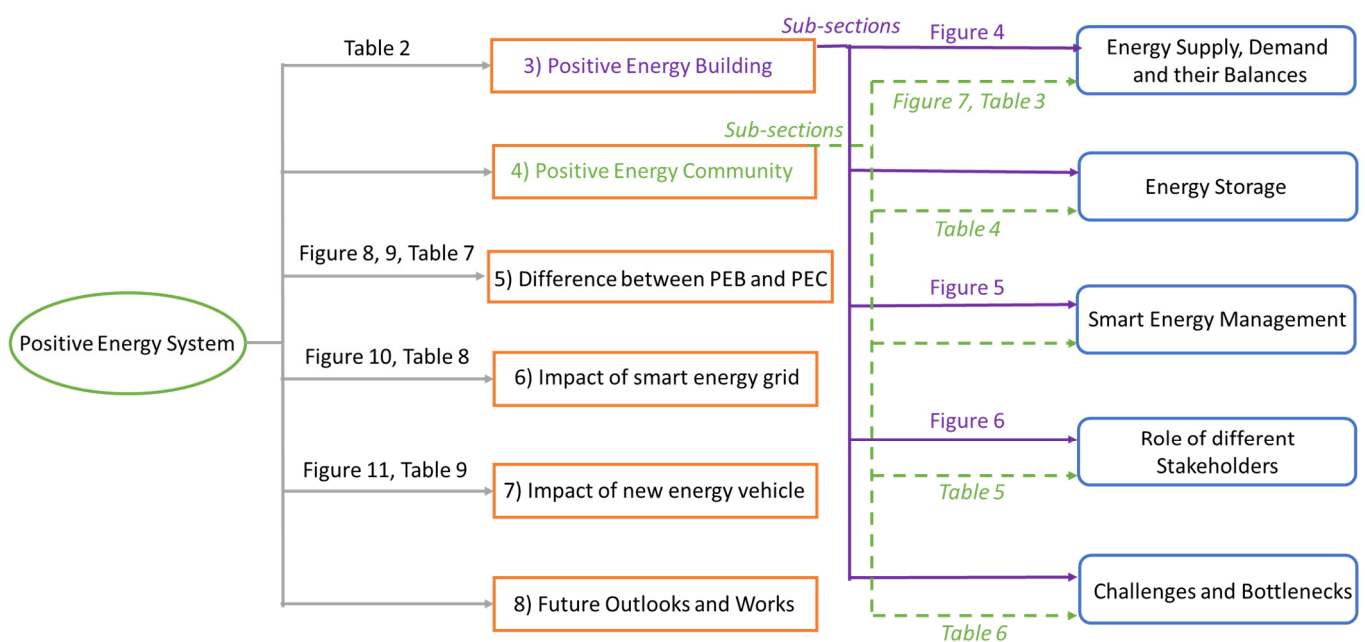 Positive Energy System
Table 2
3) Positive Energy Building
4) Positive Energy Community
Figure 8, 9, Table 7
5) Difference between PEB and PEC
Figure 10, Table 8
6) Impact of smart energy grid
Figure 11, Table 9
7) Impact of new energy vehicle
8) Future Outlooks and Works
Sub-sections
Figure 4
Energy Supply, Demand
and their Balances
Sub-sections
Figure 7, Table 3
Energy Storage
Table 4
Figure 5
Smart Energy Management
Figure 6
Role of different
Stakeholders
Table 5
Challenges and Bottlenecks
Table 6